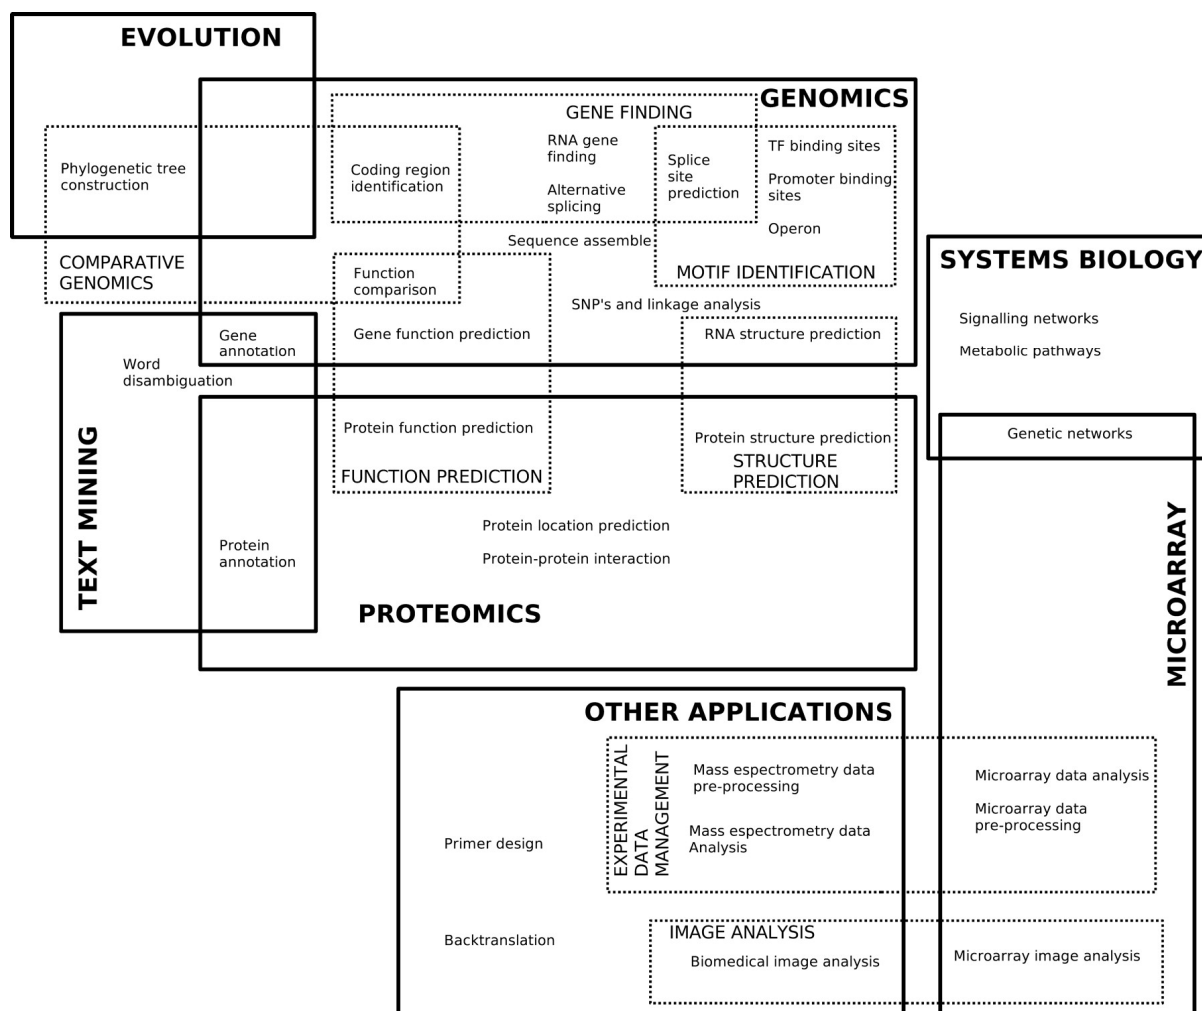 EVOLUTION
GENOMICS
GENE FINDING
RNA gene
finding
Alternative
splicing
Splice
site
prediction
TF binding sites
Promoter binding
sites
Operon
Phylogenetic tree
construction
Coding region
identification
Sequence assemble
MOTIF IDENTIFICATION
COMPARATIVE
GENOMICS
Function
comparison
SNP's and linkage analysis
Gene function prediction
RNA structure prediction
SYSTEMS BIOLOGY
Signalling networks
Metabolic pathways
Genetic networks
Gene
annotation
Word
disambiguation
TEXT MINING
Protein
annotation
Protein function prediction
FUNCTION PREDICTION
Protein structure prediction
STRUCTURE
PREDICTION
Protein location prediction
Protein-protein interaction
PROTEOMICS
MICROARRAY
OTHER APPLICATIONS
EXPERIMENTAL
DATA
MANAGEMENT
Mass espectrometry data
pre-processing
Mass espectrometry data
Analysis
Microarray data analysis
Microarray data
pre-processing
Primer design
Backtranslation
IMAGE ANALYSIS
Biomedical image analysis
Microarray image analysis